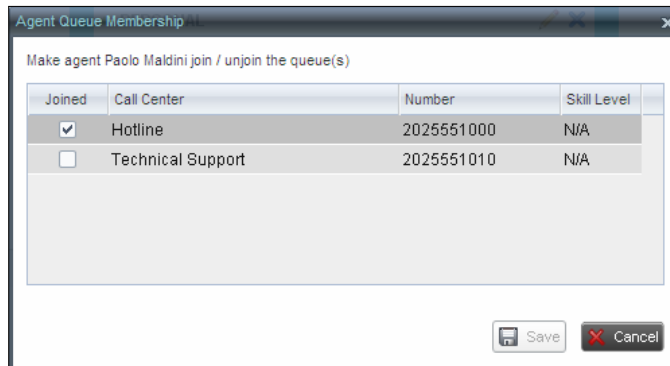 Agent Queue Membership
Make agent Paolo Maldini join / unjoin the queue(s)
Joined Call Center Number Skill Level
Hotline 2025551000 N/A
Technical Support 2025551010 N/A
Save Cancel